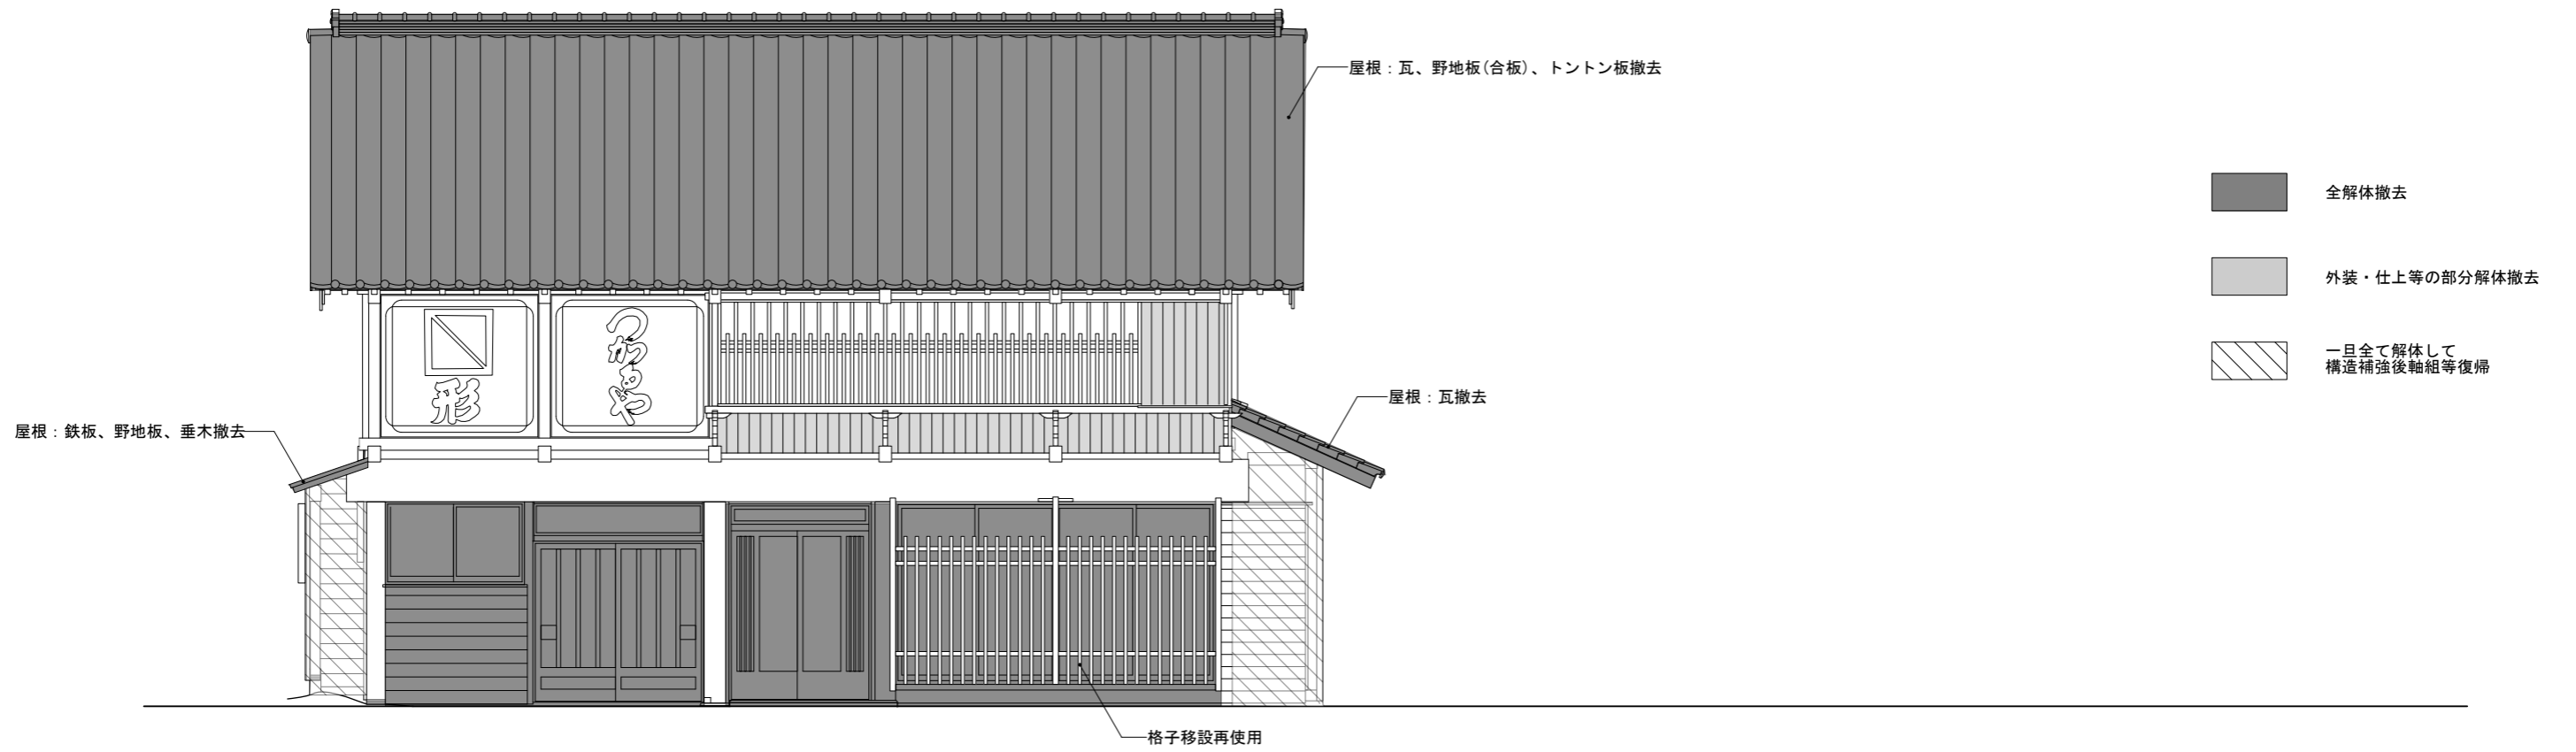 屋根：瓦、野地板(合板)、トントン板撤去
全解体撤去
外装・仕上等の部分解体撤去
一旦全て解体して
構造補強後軸組等復帰
屋根：瓦撤去
屋根：鉄板、野地板、垂木撤去
形
つたや
格子移設再使用